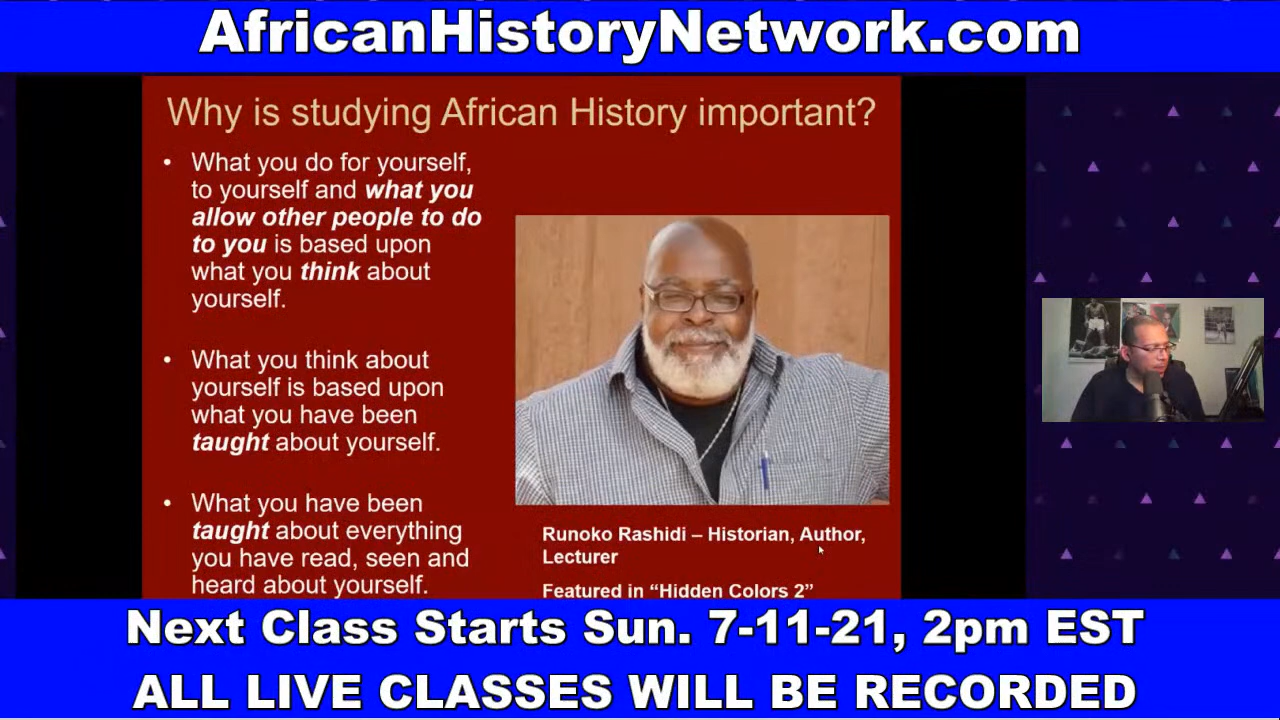 AfricanHistoryNetwork.com
Why is studying African History important?
• What you do for yourself,
to yourself and what you
allow other people to do
to you is based upon
what you think about
yourself.
• What you think about
yourself is based upon
what you have been
taught about yourself.
• What you have been
taught about everything
you have read, seen and
heard about yourself.
Runoko Rashidi – Historian, Author,
Lecturer
Featured in “Hidden Colors 2”
Next Class Starts Sun. 7-11-21, 2pm EST
ALL LIVE CLASSES WILL BE RECORDED